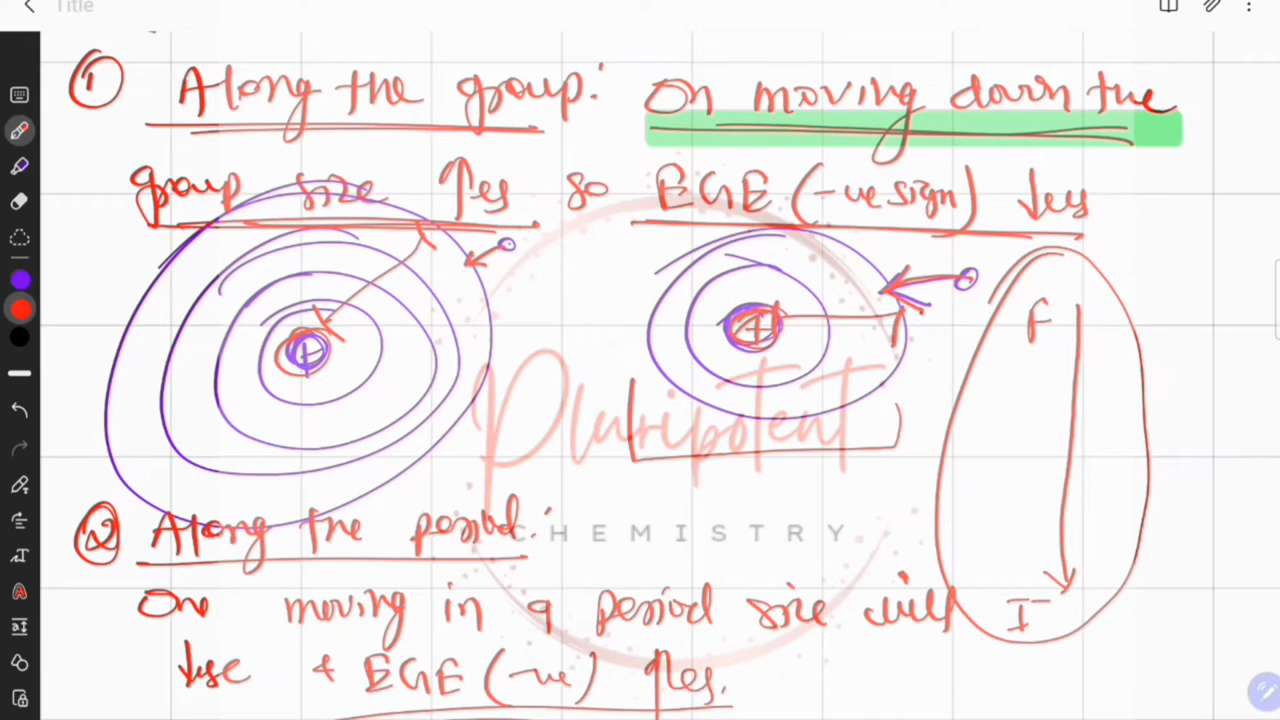 Title
① Along the group: On moving down the
group size ↑es so EGE (-ve sign) ↓es
F
I
Pluripotent
CHEMISTRY
② Along the period:
On moving in a period size will
↓se + EGE (-ve) ↑es.